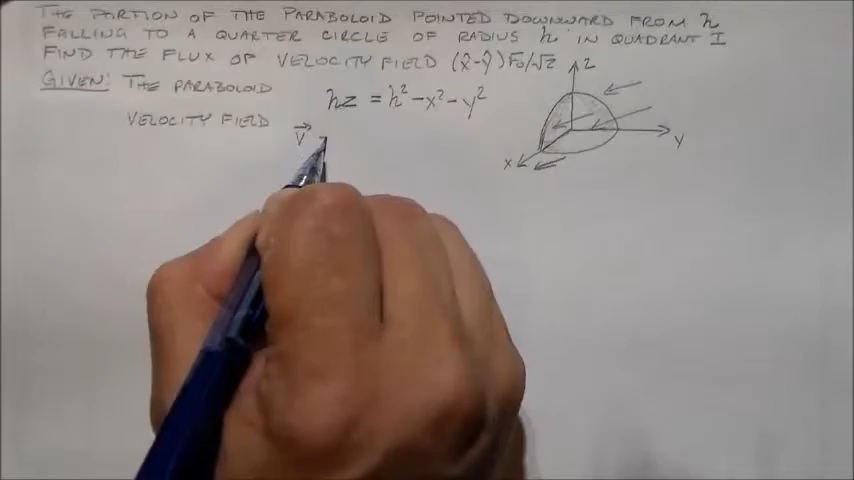 THE PORTION OF THE PARABOLOID POINTED DOWNWARD FROM h
FALLING TO A QUARTER CIRCLE OF RADIUS h IN QUADRANT I
FIND THE FLUX OF VELOCITY FIELD (x̂-ŷ) F₀/√2
GIVEN: THE PARABOLOID hz = h²-x²-y²
VELOCITY FIELD V⃗
z
y
x